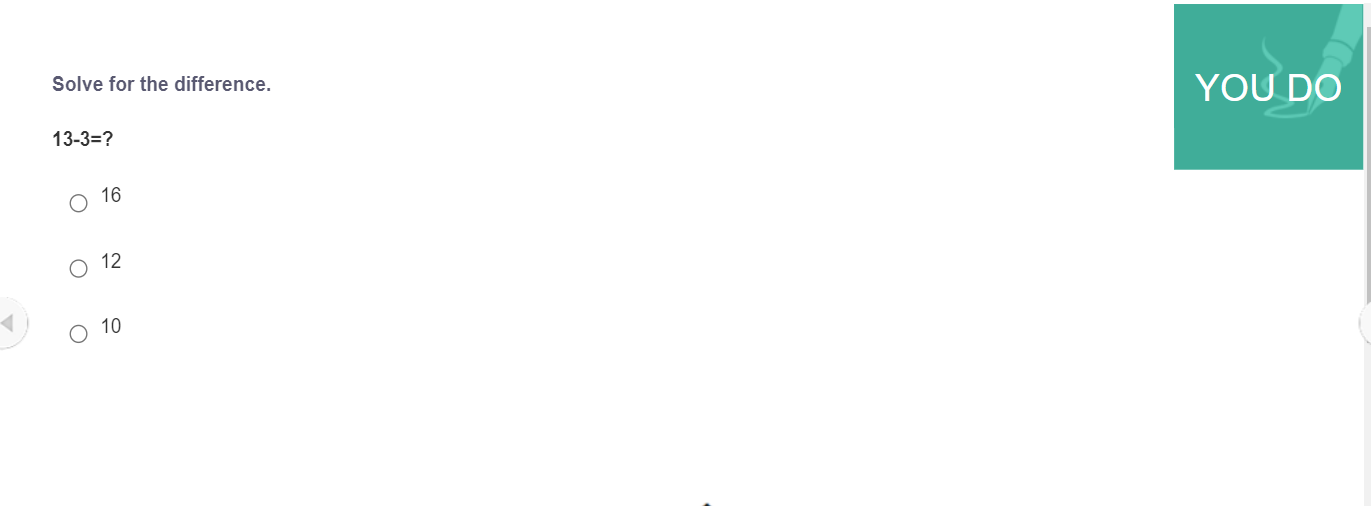 YOU DO
Solve for the difference.
13-3=?
16
12
10